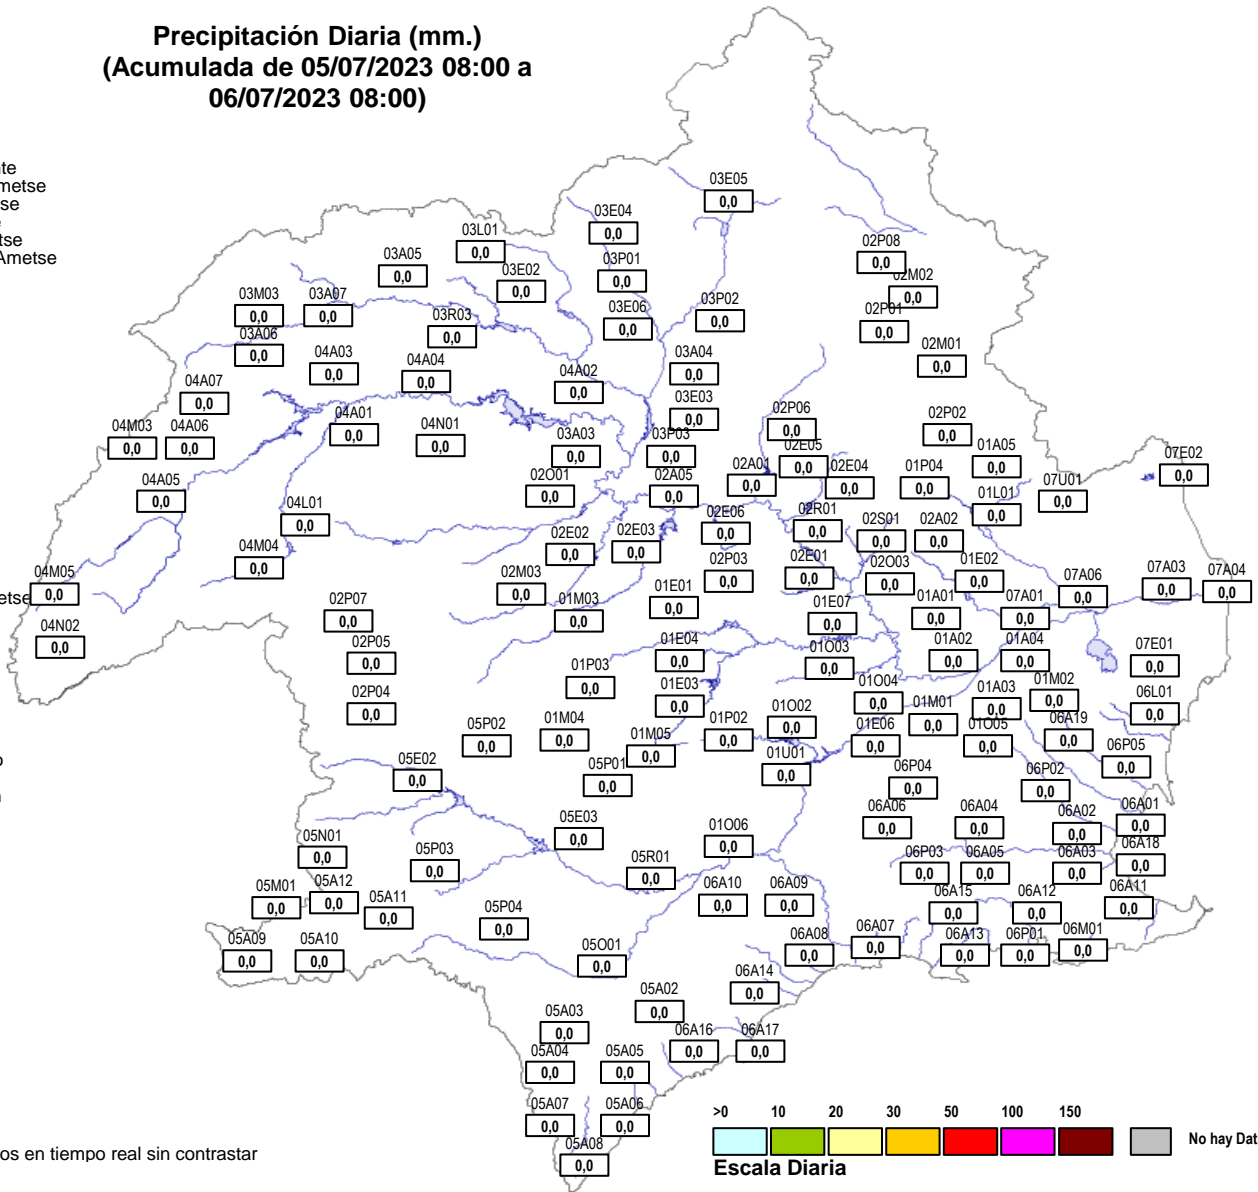 Precipitación Diaria (mm.)
(Acumulada de 05/07/2023 08:00 a
06/07/2023 08:00)
03E05
0,0
03E04
0,0
03L01
0,0
02P08
0,0
03A05
0,0
03P01
0,0
03E02
0,0
02M02
0,0
03M03
0,0
03A07
0,0
03P02
0,0
03E06
0,0
02P01
0,0
03R03
0,0
03A06
0,0
04A03
0,0
02M01
0,0
03A04
0,0
04A04
0,0
04A02
0,0
04A07
0,0
03E03
0,0
02P06
0,0
04A01
0,0
02P02
0,0
04M03
0,0
04A06
0,0
04N01
0,0
03A03
0,0
03P03
0,0
02E05
0,0
01A05
0,0
07E02
0,0
02A01
0,0
02E04
0,0
01P04
0,0
04A05
0,0
02O01
0,0
02A05
0,0
07U01
0,0
01L01
0,0
04L01
0,0
02R01
0,0
02E06
0,0
02S01
0,0
02A02
0,0
02E02
0,0
02E03
0,0
04M04
0,0
02P03
0,0
02E01
0,0
02O03
0,0
01E02
0,0
04M05
0,0
02M03
0,0
07A06
0,0
07A03
0,0
07A04
0,0
01E01
0,0
02P07
0,0
01M03
0,0
01E07
0,0
01A01
0,0
07A01
0,0
04N02
0,0
02P05
0,0
01E04
0,0
01O03
0,0
01A02
0,0
01A04
0,0
07E01
0,0
01P03
0,0
02P04
0,0
01E03
0,0
01O04
0,0
01A03
0,0
01M02
0,0
06L01
0,0
01O02
0,0
01M01
0,0
05P02
0,0
01M04
0,0
01P02
0,0
01E06
0,0
01O05
0,0
06A19
0,0
01M05
0,0
06P05
0,0
01U01
0,0
05E02
0,0
05P01
0,0
06P04
0,0
06P02
0,0
06A06
0,0
06A04
0,0
06A02
0,0
06A01
0,0
05E03
0,0
01O06
0,0
05N01
0,0
05P03
0,0
05R01
0,0
06P03
0,0
06A05
0,0
06A03
0,0
06A18
0,0
05M01
0,0
05A12
0,0
05A11
0,0
06A10
0,0
06A09
0,0
06A15
0,0
06A12
0,0
06A11
0,0
05P04
0,0
05A09
0,0
05A10
0,0
05O01
0,0
06A08
0,0
06A07
0,0
06A13
0,0
06P01
0,0
06M01
0,0
06A14
0,0
05A02
0,0
05A03
0,0
06A16
0,0
06A17
0,0
05A04
0,0
05A05
0,0
05A07
0,0
05A06
0,0
05A08
0,0
>0 10 20 30 50 100 150
No hay Dat
Escala Diaria
os en tiempo real sin contrastar